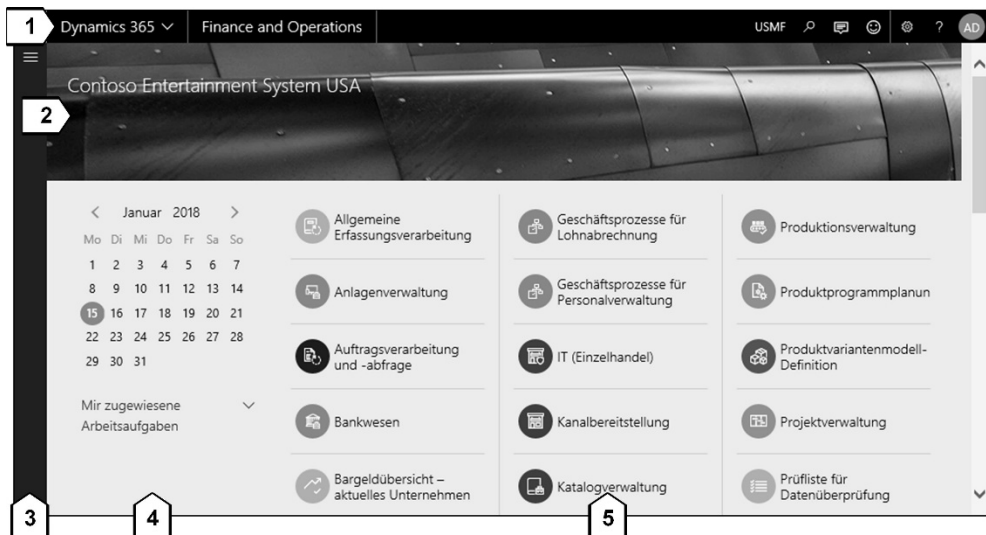 1
Dynamics 365
Finance and Operations
USMF
?
AD
Contoso Entertainment System USA
2
Januar 2018
Mo Di Mi Do Fr Sa So
1 2 3 4 5 6 7
8 9 10 11 12 13 14
15 16 17 18 19 20 21
22 23 24 25 26 27 28
29 30 31
Mir zugewiesene
Arbeitsaufgaben
Allgemeine
Erfassungsverarbeitung
Anlagenverwaltung
Auftragsverarbeitung
und -abfrage
Bankwesen
Bargeldübersicht –
aktuelles Unternehmen
Geschäftsprozesse für
Lohnabrechnung
Geschäftsprozesse für
Personalverwaltung
IT (Einzelhandel)
Kanalbereitstellung
Katalogverwaltung
Produktionsverwaltung
Produktprogrammplanun
Produktvariantenmodell-
Definition
Projektverwaltung
Prüfliste für
Datenüberprüfung
3
4
5